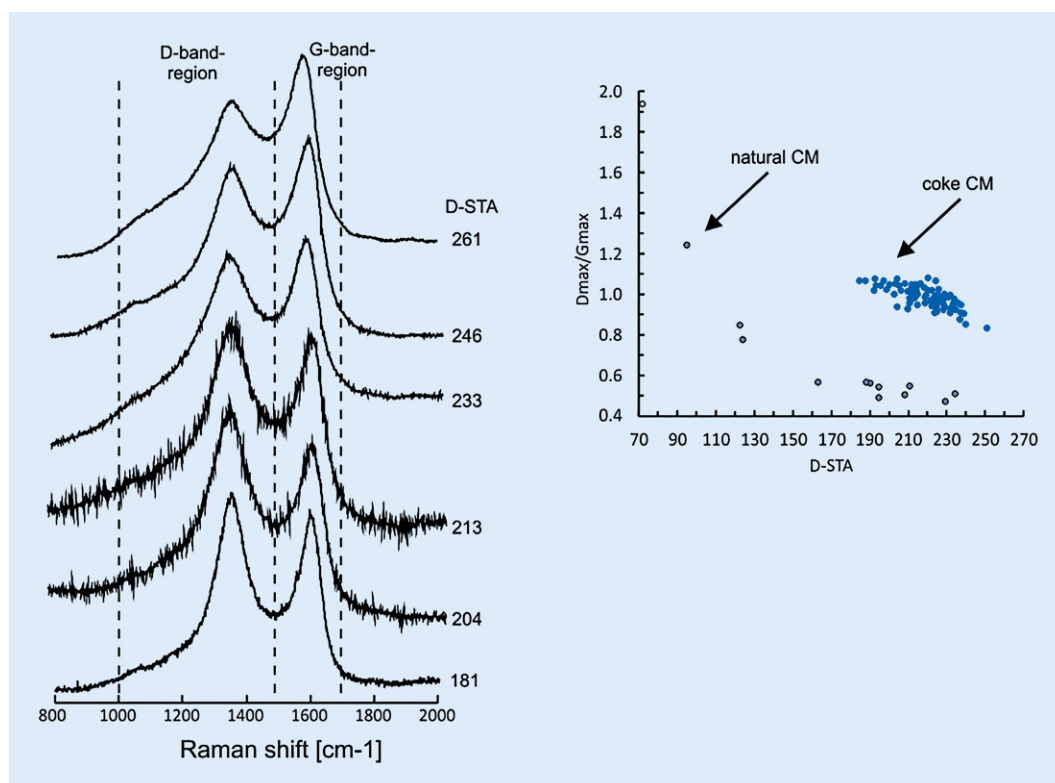 D-band-
region
G-band-
region
D-STA
261
246
233
213
204
181
800 1000 1200 1400 1600 1800 2000
Raman shift [cm-1]
2.0
1.8
1.6
1.4
1.2
1.0
0.8
0.6
0.4
Dmax/Gmax
natural CM
coke CM
70 90 110 130 150 170 190 210 230 250 270
D-STA